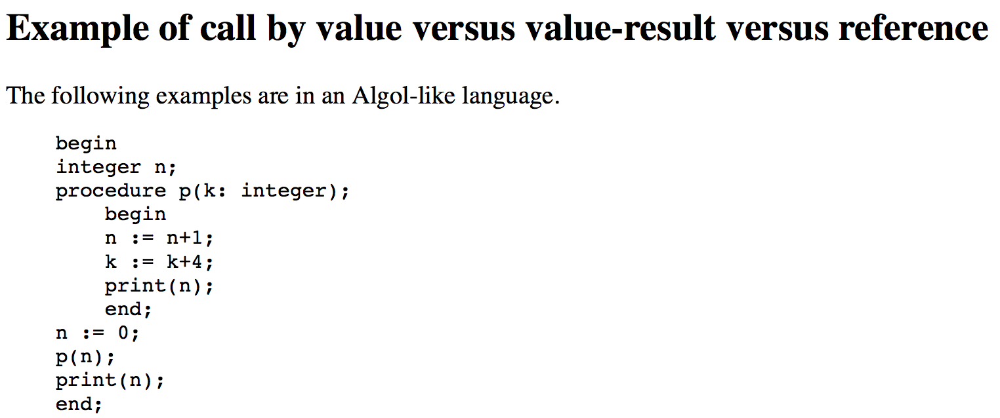 Example of call by value versus value-result versus reference
The following examples are in an Algol-like language.
begin
integer n;
procedure p(k: integer);
begin
n := n+1;
k := k+4;
print(n);
end;
n := 0;
p(n);
print(n);
end;